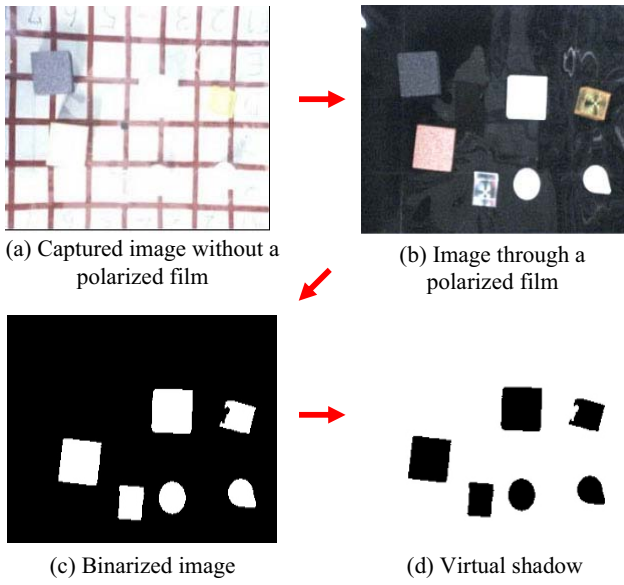 (a) Captured image without a
polarized film
(b) Image through a
polarized film
(c) Binarized image
(d) Virtual shadow